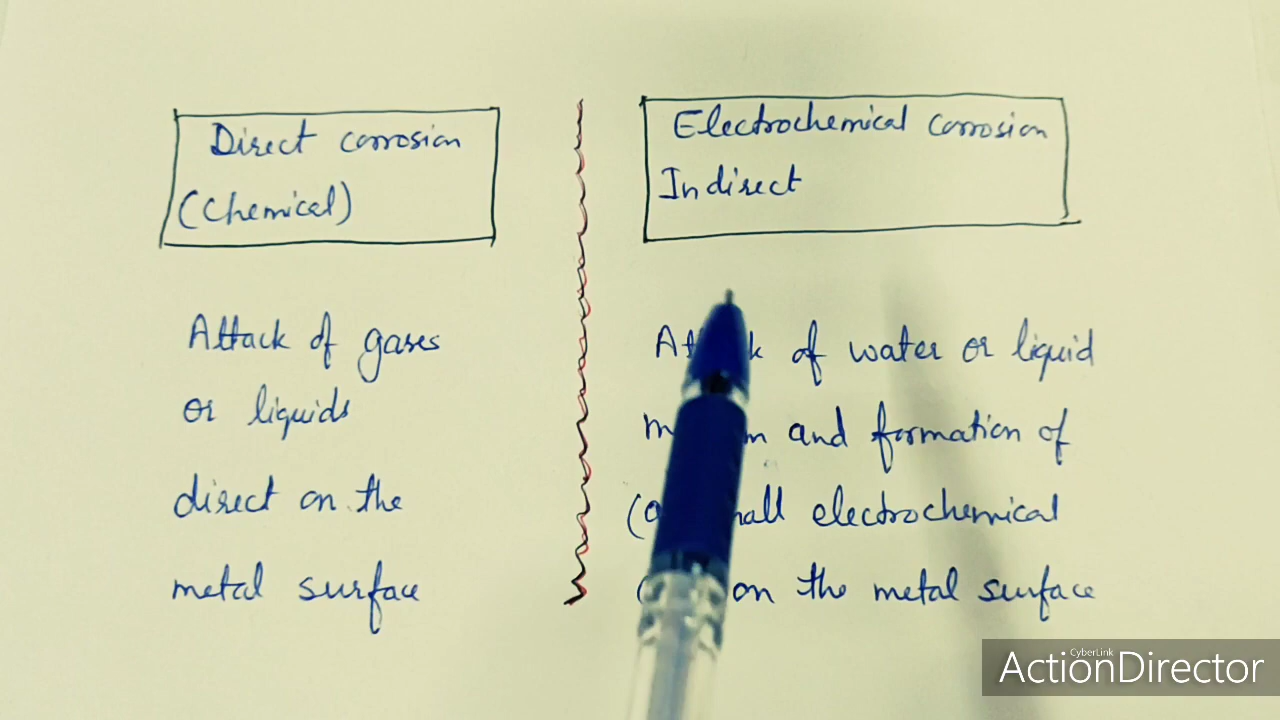 Direct corrosion
(Chemical)
Attack of gases
or liquids
direct on the
metal surface
Electrochemical corrosion
Indirect
of water or liquid
and formation of
electrochemical
on the metal surface
CyberLink
ActionDirector